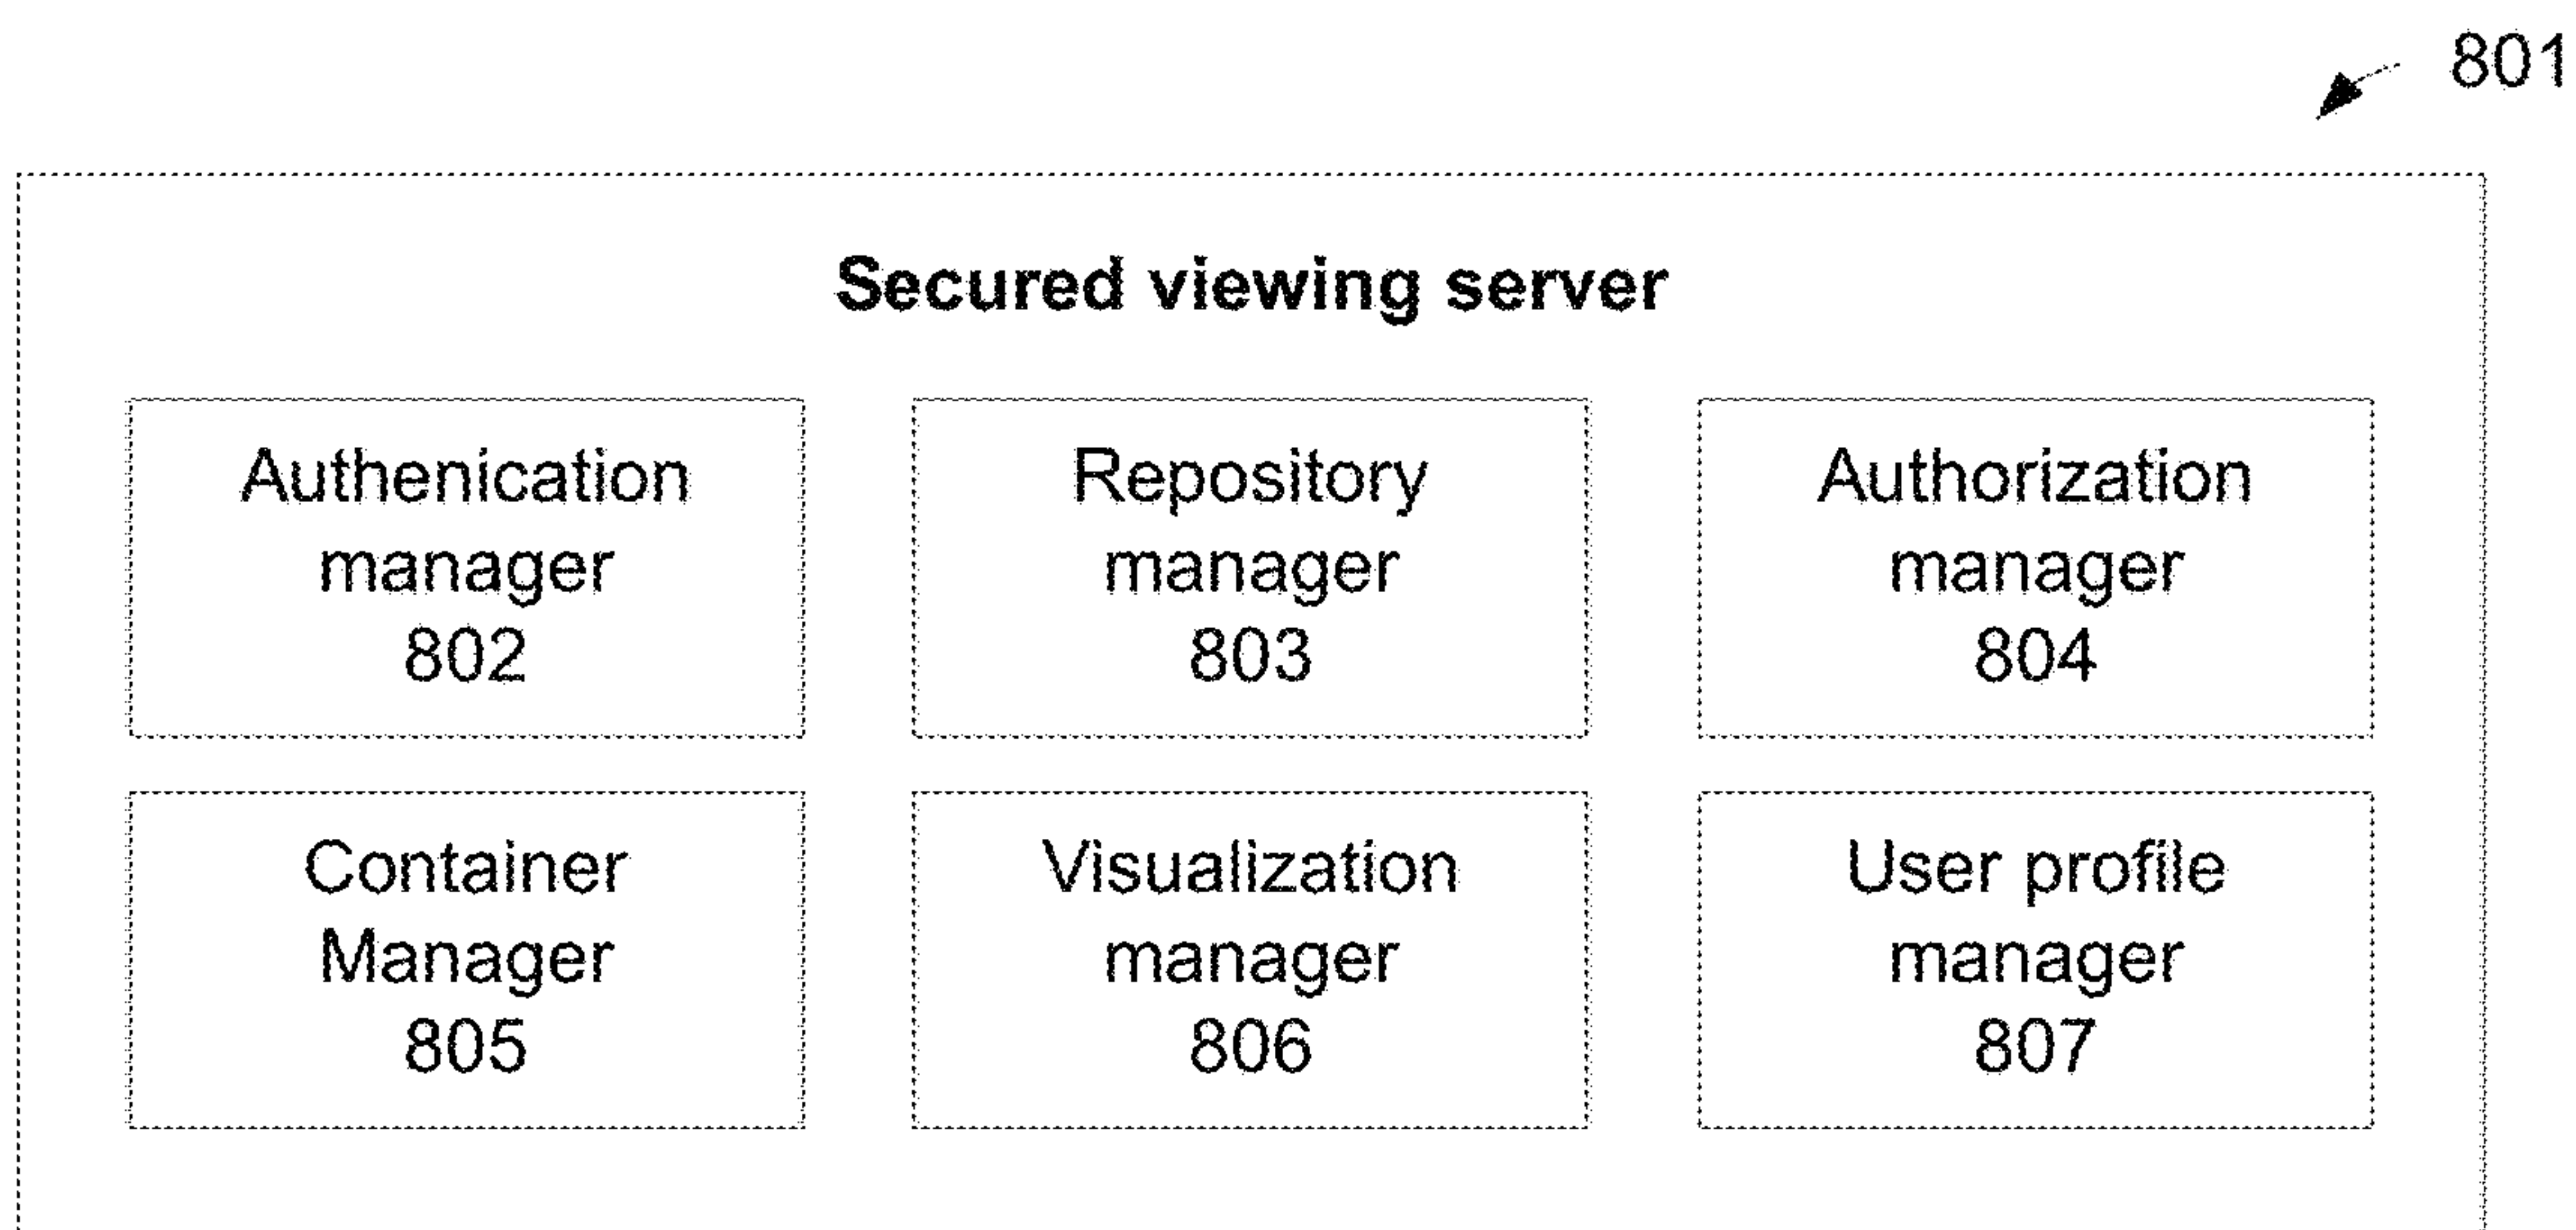 801
Secured viewing server
Authenication
manager
802
Repository
manager
803
Authorization
manager
804
Container
Manager
805
Visualization
manager
806
User profile
manager
807